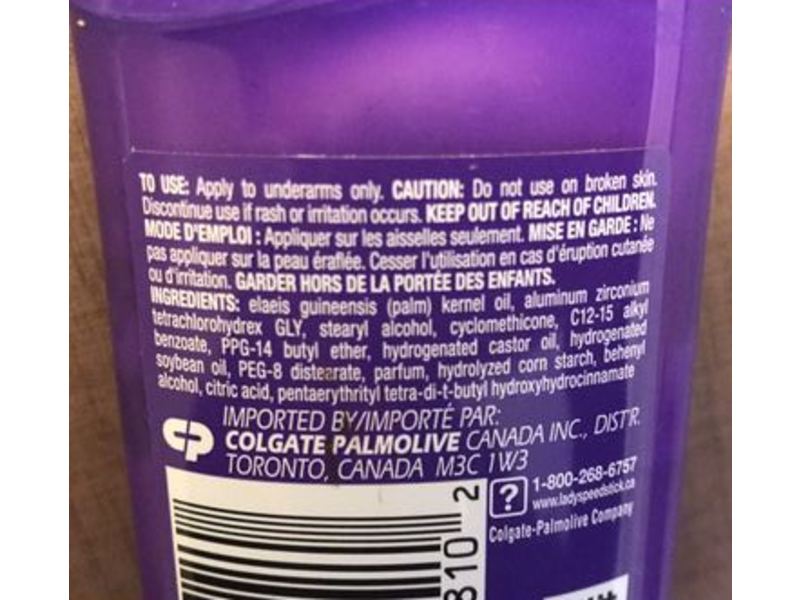 TO USE: Apply to underarms only. CAUTION: Do not use on broken skin.
Discontinue use if rash or irritation occurs. KEEP OUT OF REACH OF CHILDREN.
MODE D'EMPLOI : Appliquer sur les aisselles seulement. MISE EN GARDE : Ne
pas appliquer sur la peau éraflée. Cesser l'utilisation en cas d'éruption cutanée
ou d'irritation. GARDER HORS DE LA PORTÉE DES ENFANTS.
INGREDIENTS: elaeis guineensis (palm) kernel oil, aluminum zirconium
tetrachlorohydrex GLY, stearyl alcohol, cyclomethicone, C12-15 alkyl
benzoate, PPG-14 butyl ether, hydrogenated castor oil, hydrogenated
soybean oil, PEG-8 distearate, parfum, hydrolyzed corn starch, behenyl
alcohol, citric acid, pentaerythrityl tetra-di-t-butyl hydroxyhydrocinnamate
IMPORTED BY/IMPORTÉ PAR:
COLGATE PALMOLIVE CANADA INC., DIST'R.
TORONTO, CANADA M3C 1W3
? 1-800-268-6757
www.ladyspeedstick.ca
Colgate-Palmolive Company
810 2